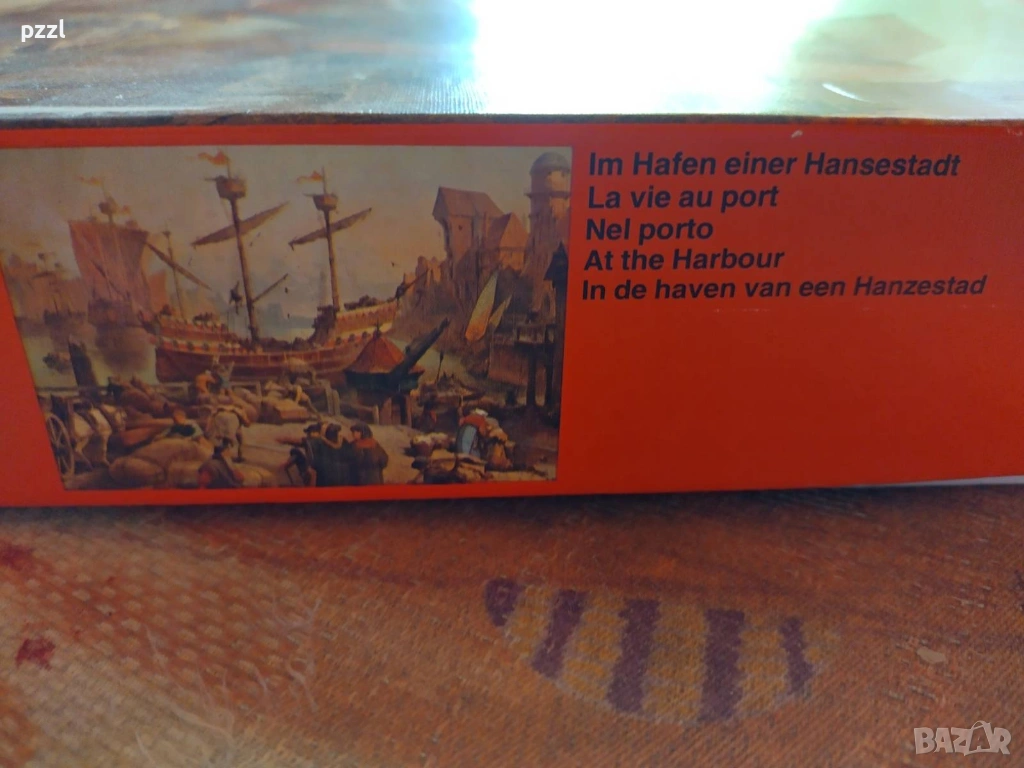 pzzl
Im Hafen einer Hansestadt
La vie au port
Nel porto
At the Harbour
In de haven van een Hanzestad
BAZAR